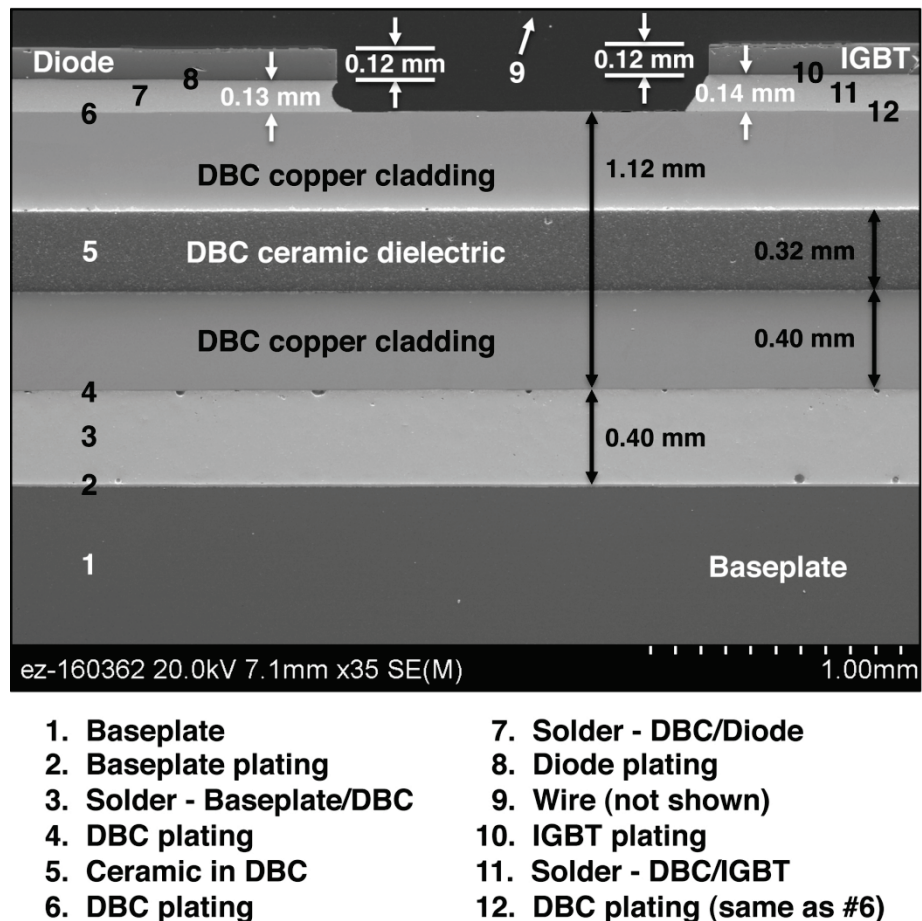 Diode
0.12 mm
0.12 mm
IGBT
8
9
10
7
0.13 mm
0.14 mm
11
6
12
DBC copper cladding
1.12 mm
5
DBC ceramic dielectric
0.32 mm
DBC copper cladding
0.40 mm
4
3
0.40 mm
2
1
Baseplate
ez-160362 20.0kV 7.1mm x35 SE(M)
1.00mm
1. Baseplate
2. Baseplate plating
3. Solder - Baseplate/DBC
4. DBC plating
5. Ceramic in DBC
6. DBC plating
7. Solder - DBC/Diode
8. Diode plating
9. Wire (not shown)
10. IGBT plating
11. Solder - DBC/IGBT
12. DBC plating (same as #6)